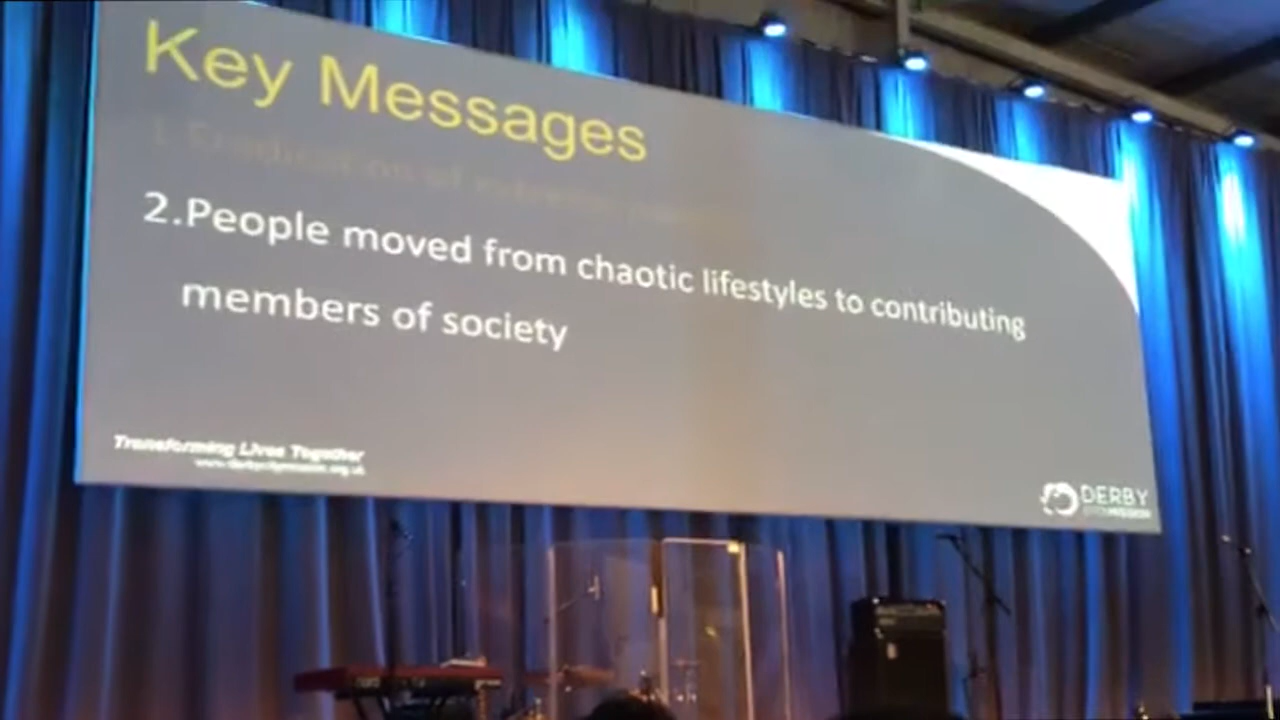 Key Messages
2.People moved from chaotic lifestyles to contributing
members of society
Transforming Lives Together
DERBY